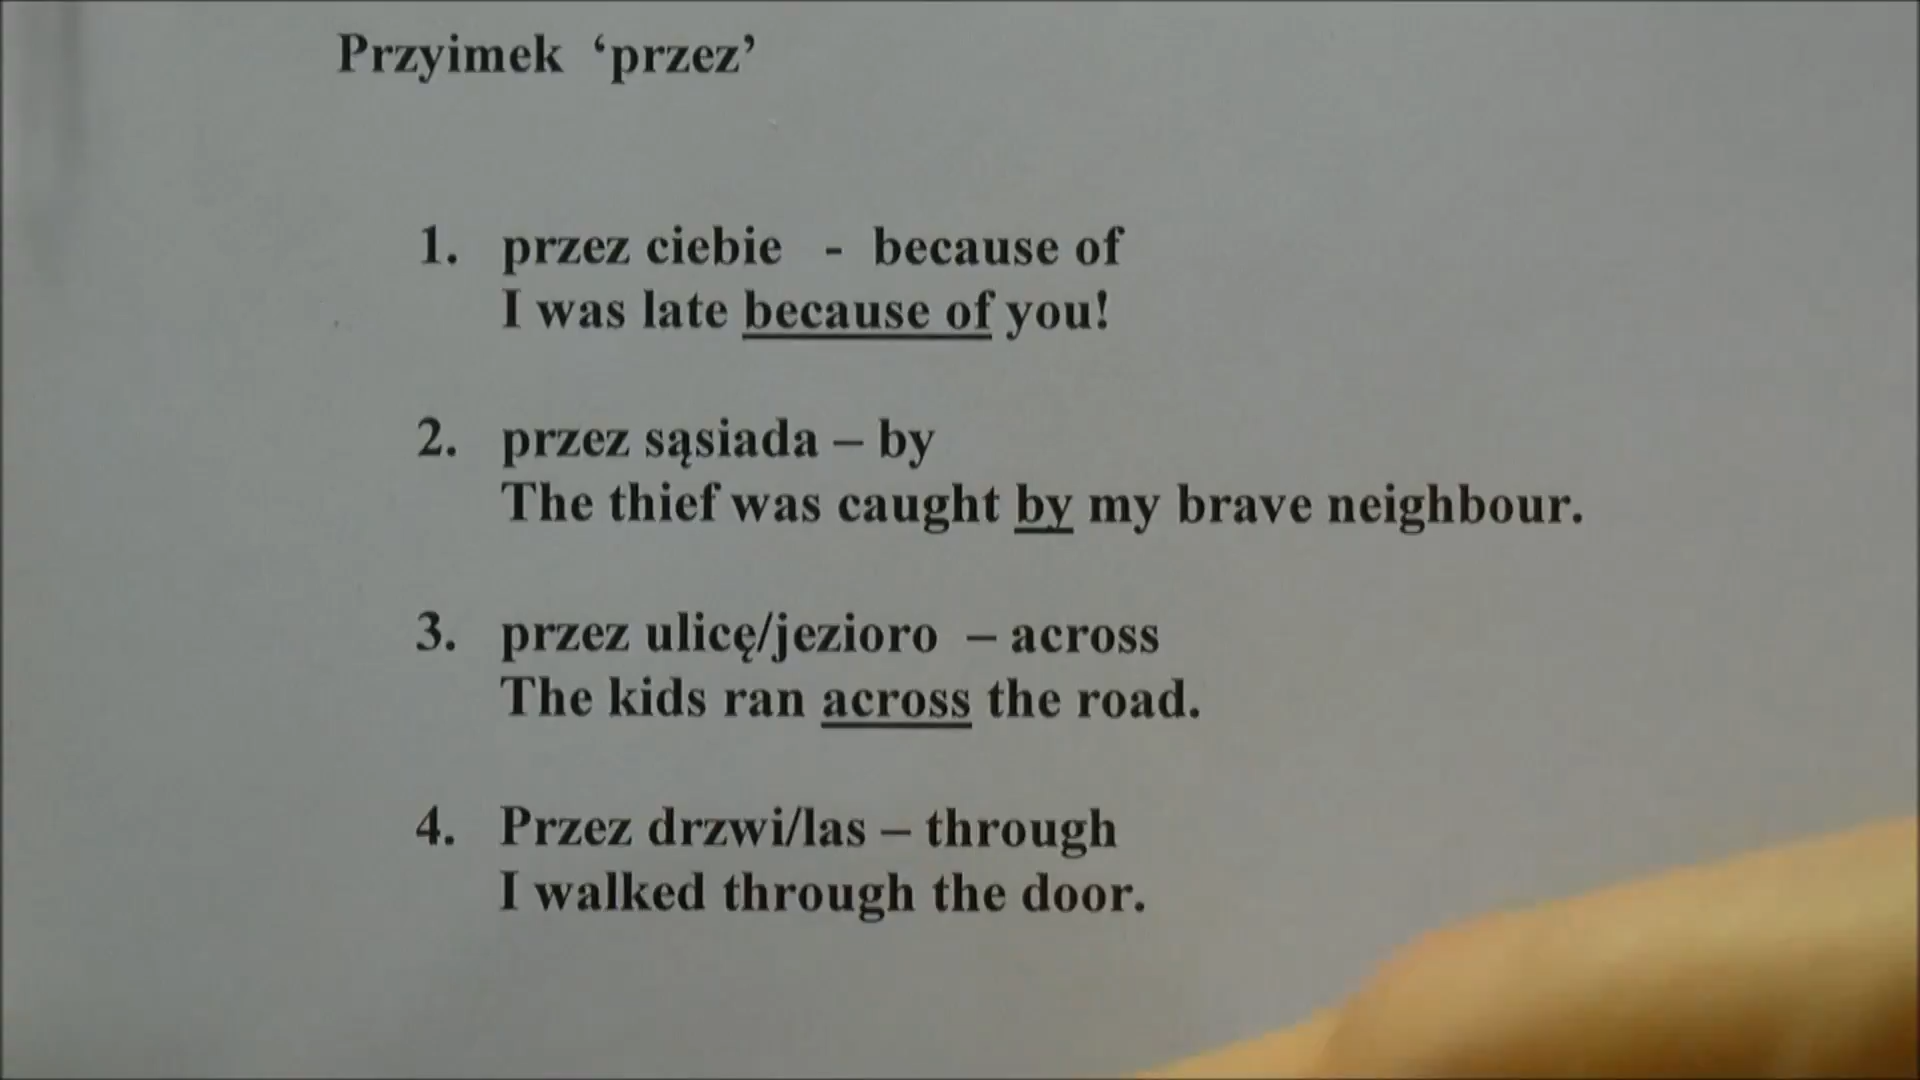 Przyimek ‘przez’
1. przez ciebie - because of
I was late because of you!
2. przez sąsiada – by
The thief was caught by my brave neighbour.
3. przez ulicę/jezioro – across
The kids ran across the road.
4. Przez drzwi/las – through
I walked through the door.